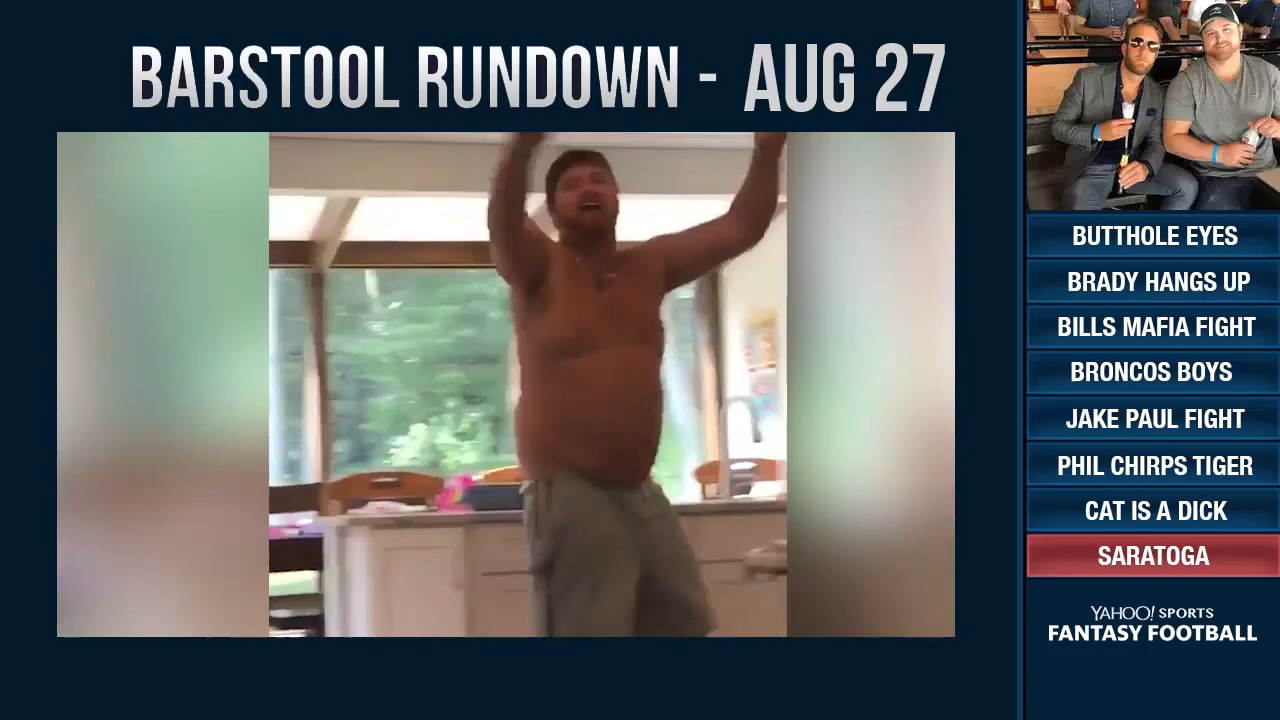 BARSTOOL RUNDOWN - AUG 27
BUTTHOLE EYES
BRADY HANGS UP
BILLS MAFIA FIGHT
BRONCOS BOYS
JAKE PAUL FIGHT
PHIL CHIRPS TIGER
CAT IS A DICK
SARATOGA
YAHOO! SPORTS
FANTASY FOOTBALL